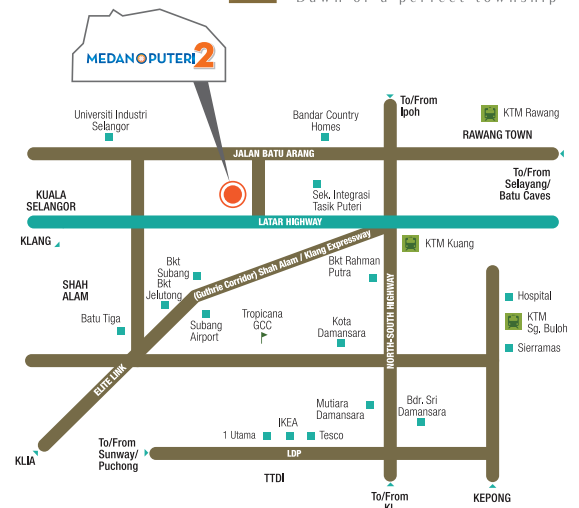 Dawn of a perfect township
MEDAN PUTERI 2
To/From
Ipoh
Universiti Industri
Selangor
Bandar Country
Homes
KTM Rawang
RAWANG TOWN
JALAN BATU ARANG
To/From
Selayang/
Batu Caves
KUALA
SELANGOR
Sek. Integrasi
Tasik Puteri
LATAR HIGHWAY
KLANG
KTM Kuang
(Guthrie Corridor) Shah Alam / Klang Expressway
Bkt
Subang
Bkt
Jelutong
Bkt Rahman
Putra
SHAH
ALAM
Batu Tiga
Subang
Airport
Tropicana
GCC
Kota
Damansara
NORTH-SOUTH HIGHWAY
Hospital
KTM
Sg. Buloh
Sierramas
ELITE LINK
Mutiara
Damansara
Bdr. Sri
Damansara
1 Utama
IKEA
Tesco
KLIA
To/From
Sunway/
Puchong
LDP
TTDI
To/From
KL
KEPONG